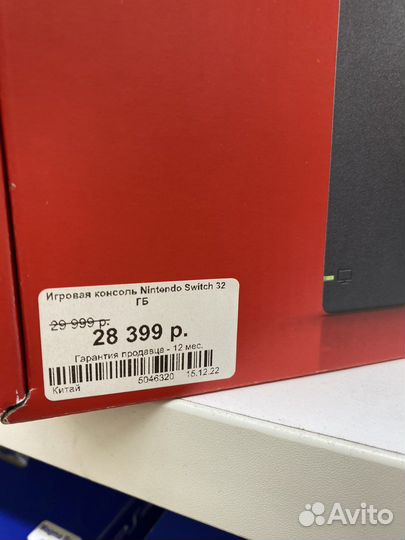 Игровая консоль Nintendo Switch 32
ГБ
29 999 р.
28 399 р.
Гарантия продавца - 12 мес.
5046320 15.12.22
Китай
Avito